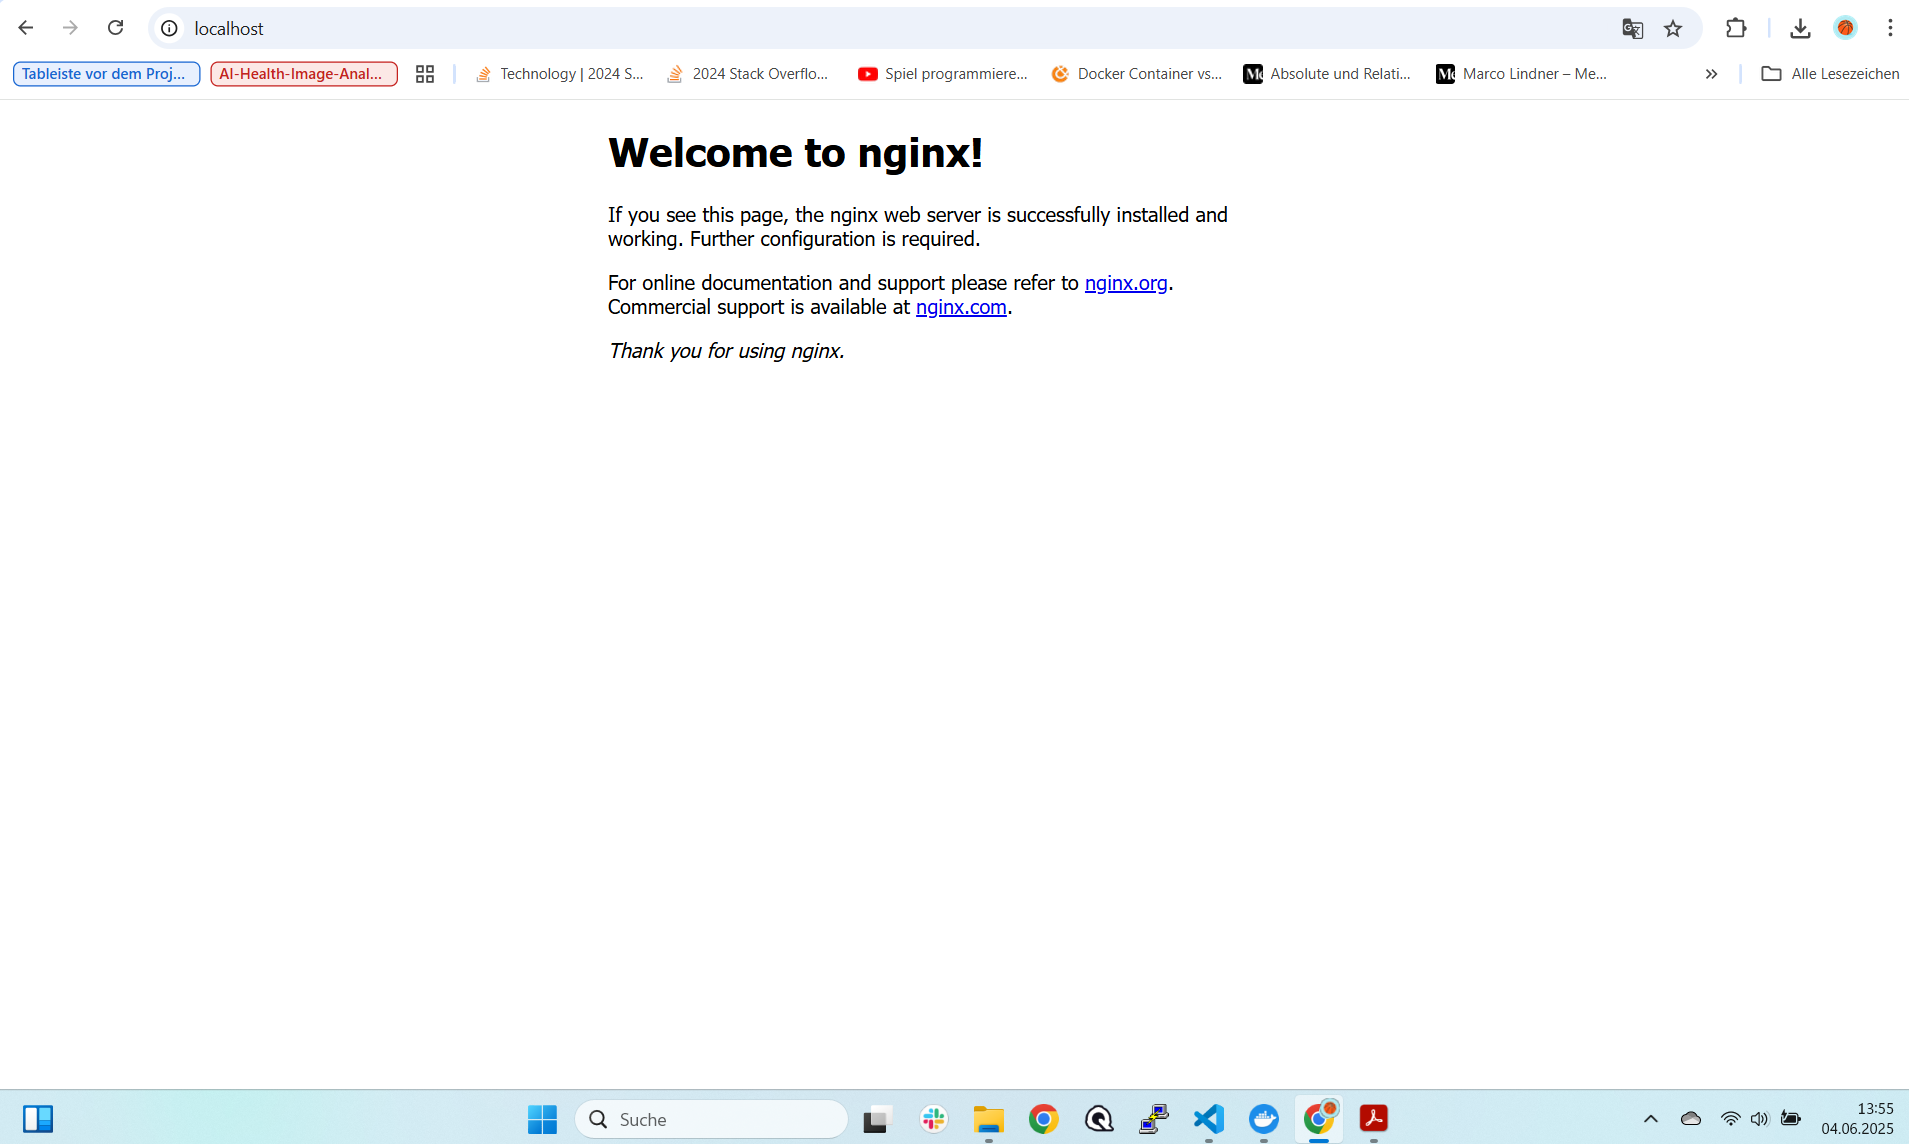 localhost
Tableiste vor dem Proj...
AI-Health-Image-Anal...
Technology | 2024 S...
2024 Stack Overflo...
Spiel programmiere...
Docker Container vs...
Absolute und Relati...
Marco Lindner – Me...
Alle Lesezeichen
Welcome to nginx!
If you see this page, the nginx web server is successfully installed and
working. Further configuration is required.
For online documentation and support please refer to nginx.org.
Commercial support is available at nginx.com.
Thank you for using nginx.
Suche
13:55
04.06.2025